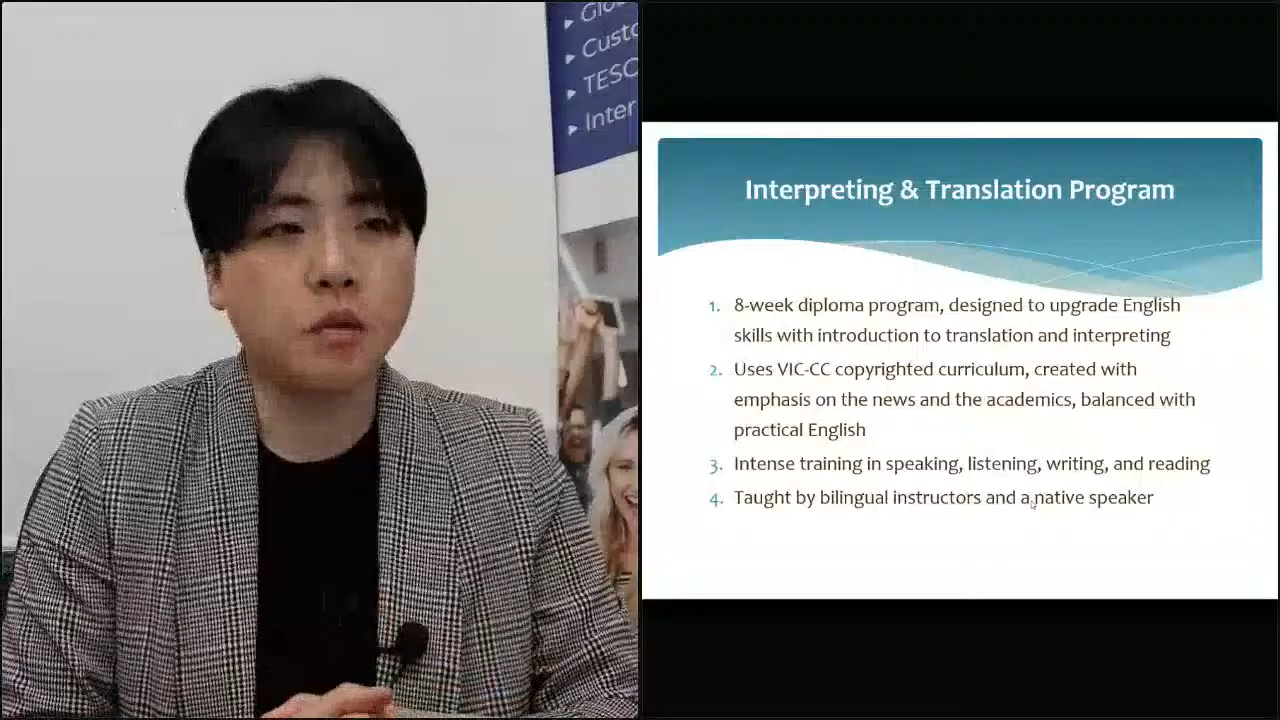 Inter
Interpreting & Translation Program
1. 8-week diploma program, designed to upgrade English
skills with introduction to translation and interpreting
2. Uses VIC-CC copyrighted curriculum, created with
emphasis on the news and the academics, balanced with
practical English
3. Intense training in speaking, listening, writing, and reading
4. Taught by bilingual instructors and a native speaker